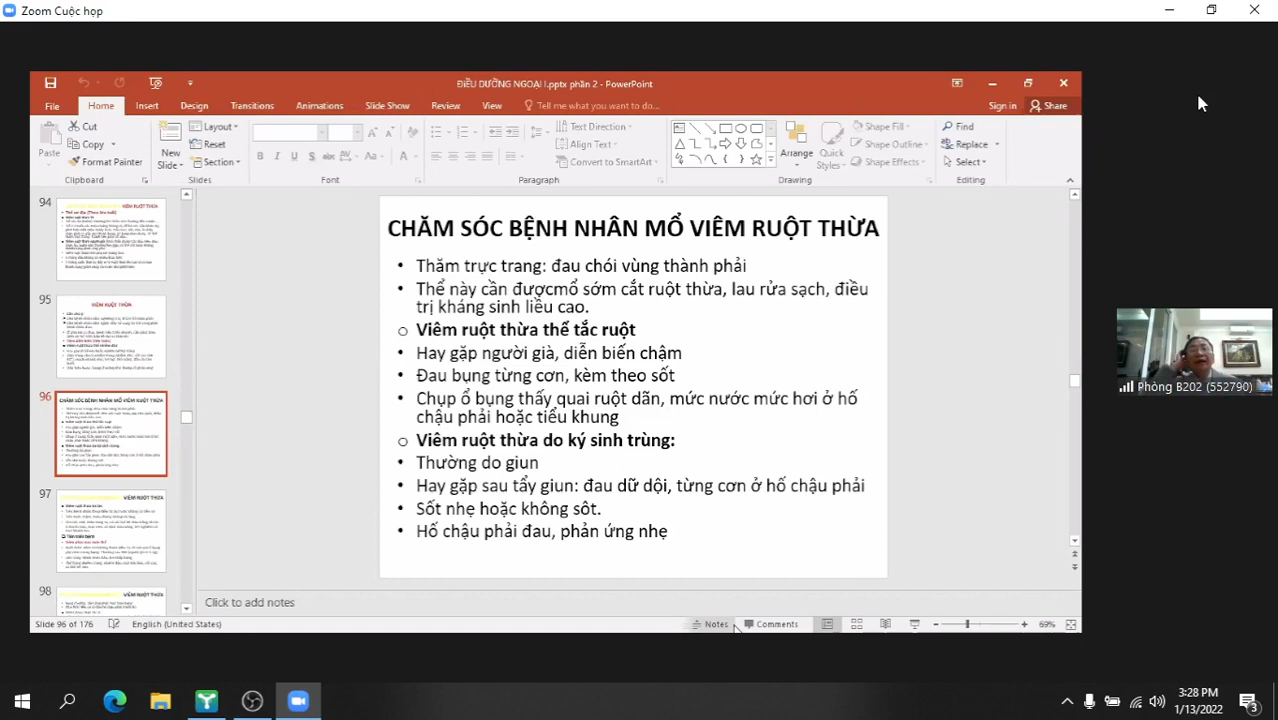 Zoom Cuộc họp
ĐIỀU DƯỠNG NGOẠI I.pptx phần 2 - PowerPoint
File Home Insert Design Transitions Animations Slide Show Review View Tell me what you want to do... Sign in Share
Paste Cut Copy Format Painter
Clipboard
New Slide Layout Reset Section
Slides
Font
Text Direction
Align Text
Convert to SmartArt
Paragraph
Arrange Quick Styles
Shape Fill
Shape Outline
Shape Effects
Drawing
Find
Replace
Select
Editing
94
VIÊM RUỘT THỪA
95
VIÊM RUỘT THỪA
96
CHĂM SÓC BỆNH NHÂN MỔ VIÊM RUỘT THỪA
97
VIÊM RUỘT THỪA
98
VIÊM RUỘT THỪA
CHĂM SÓC BỆNH NHÂN MỔ VIÊM RUỘT THỪA
• Thăm trực trang: đau chói vùng thành phải
• Thể này cần được mổ sớm cắt ruột thừa, lau rửa sạch, điều
trị kháng sinh liều cao.
o Viêm ruột thừa thể tắc ruột
• Hay gặp người già, diễn biến chậm
• Đau bụng từng cơn, kèm theo sốt
• Chụp ổ bụng thấy quai ruột dãn, mức nước mức hơi ở hố
chậu phải hoặc tiểu khung
o Viêm ruột thừa do ký sinh trùng:
• Thường do giun
• Hay gặp sau tẩy giun: đau dữ dội, từng cơn ở hố chậu phải
• Sốt nhẹ hoặc không sốt.
• Hố chậu phải đau, phản ứng nhẹ
Click to add notes
Slide 96 of 176 English (United States) Notes Comments 69%
Phòng B202 (552790)
3:28 PM
1/13/2022
3